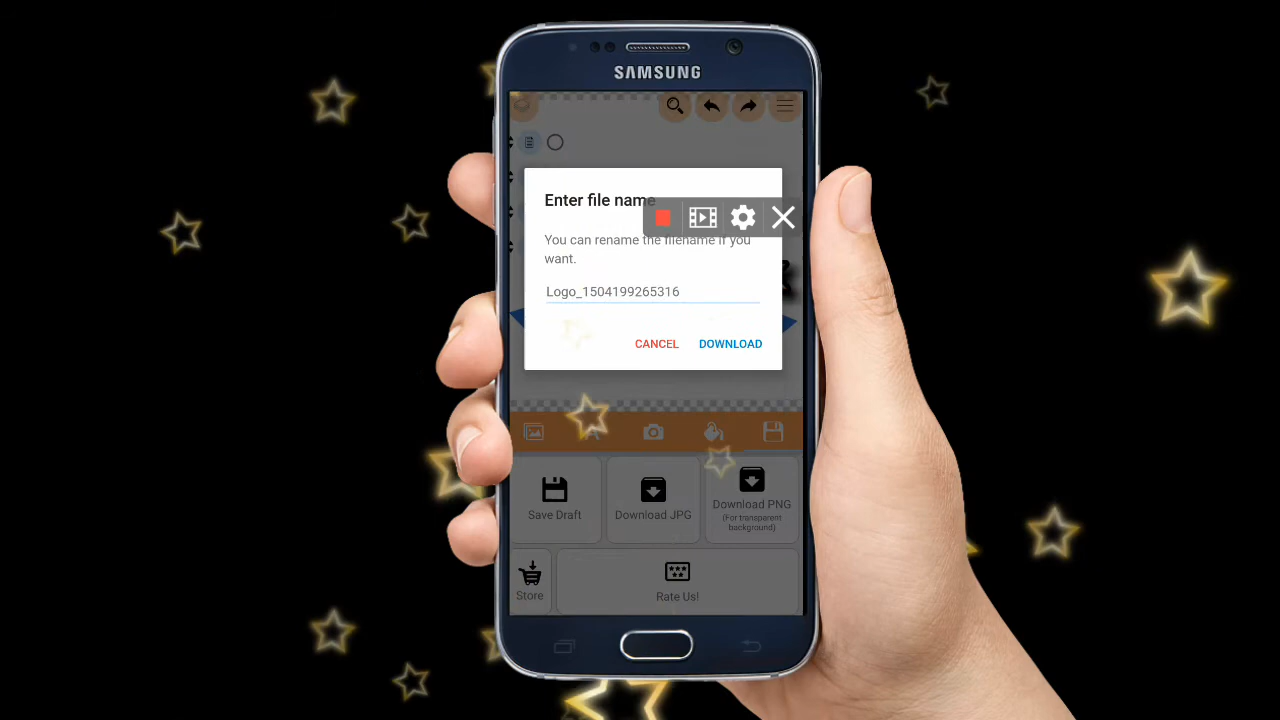 SAMSUNG
Enter file name
You can rename the filename if you
want.
Logo_1504199265316
CANCEL DOWNLOAD
Save Draft
Download JPG
Download PNG
(For transparent
background)
Store
Rate Us!